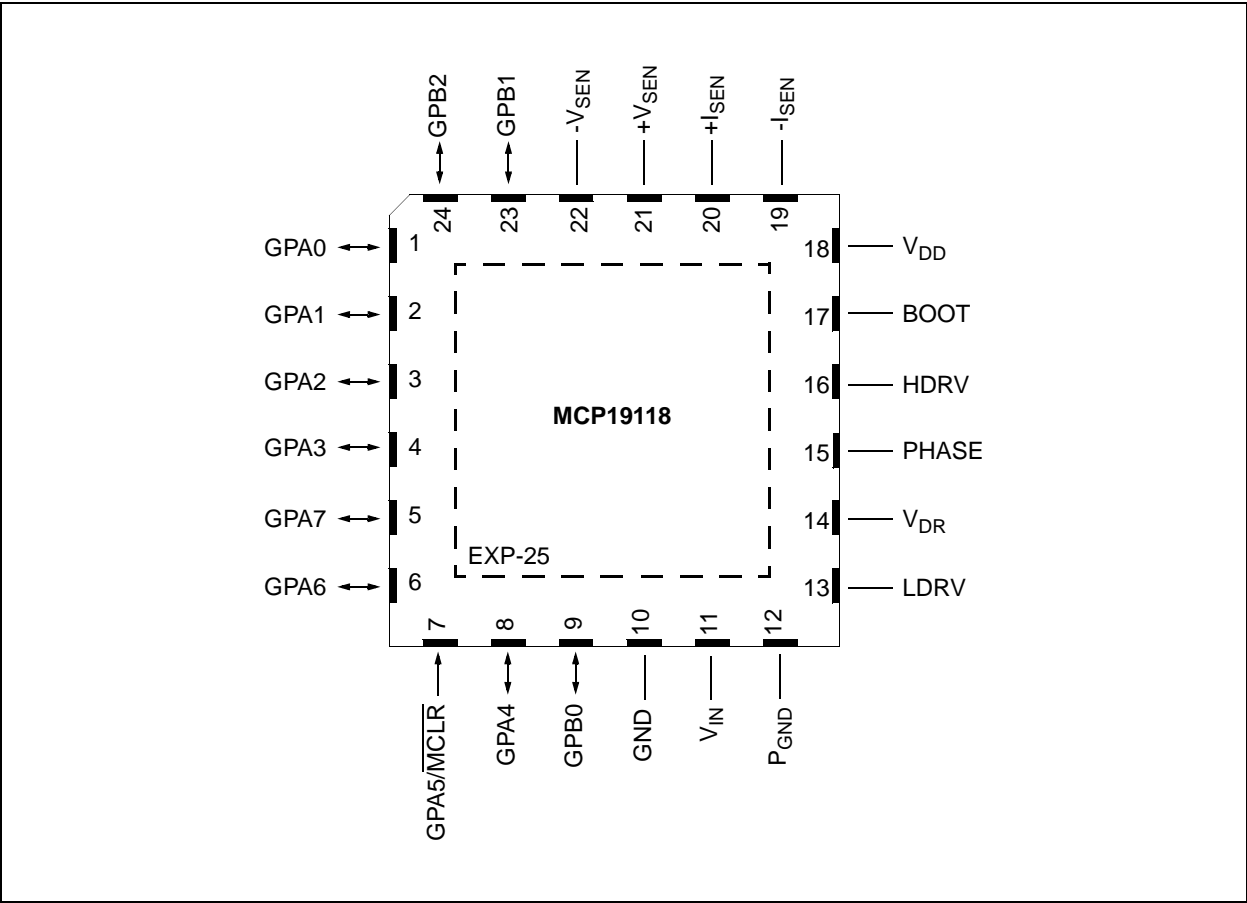 GPB2
GPB1
-VSEN
+VSEN
+ISEN
-ISEN
24
23
22
21
20
19
GPA0 1
GPA1 2
GPA2 3
GPA3 4
GPA7 5
GPA6 6
18 VDD
17 BOOT
16 HDRV
15 PHASE
14 VDR
13 LDRV
MCP19118
EXP-25
7
8
9
10
11
12
GPA5/MCLR
GPA4
GPB0
GND
VIN
PGND